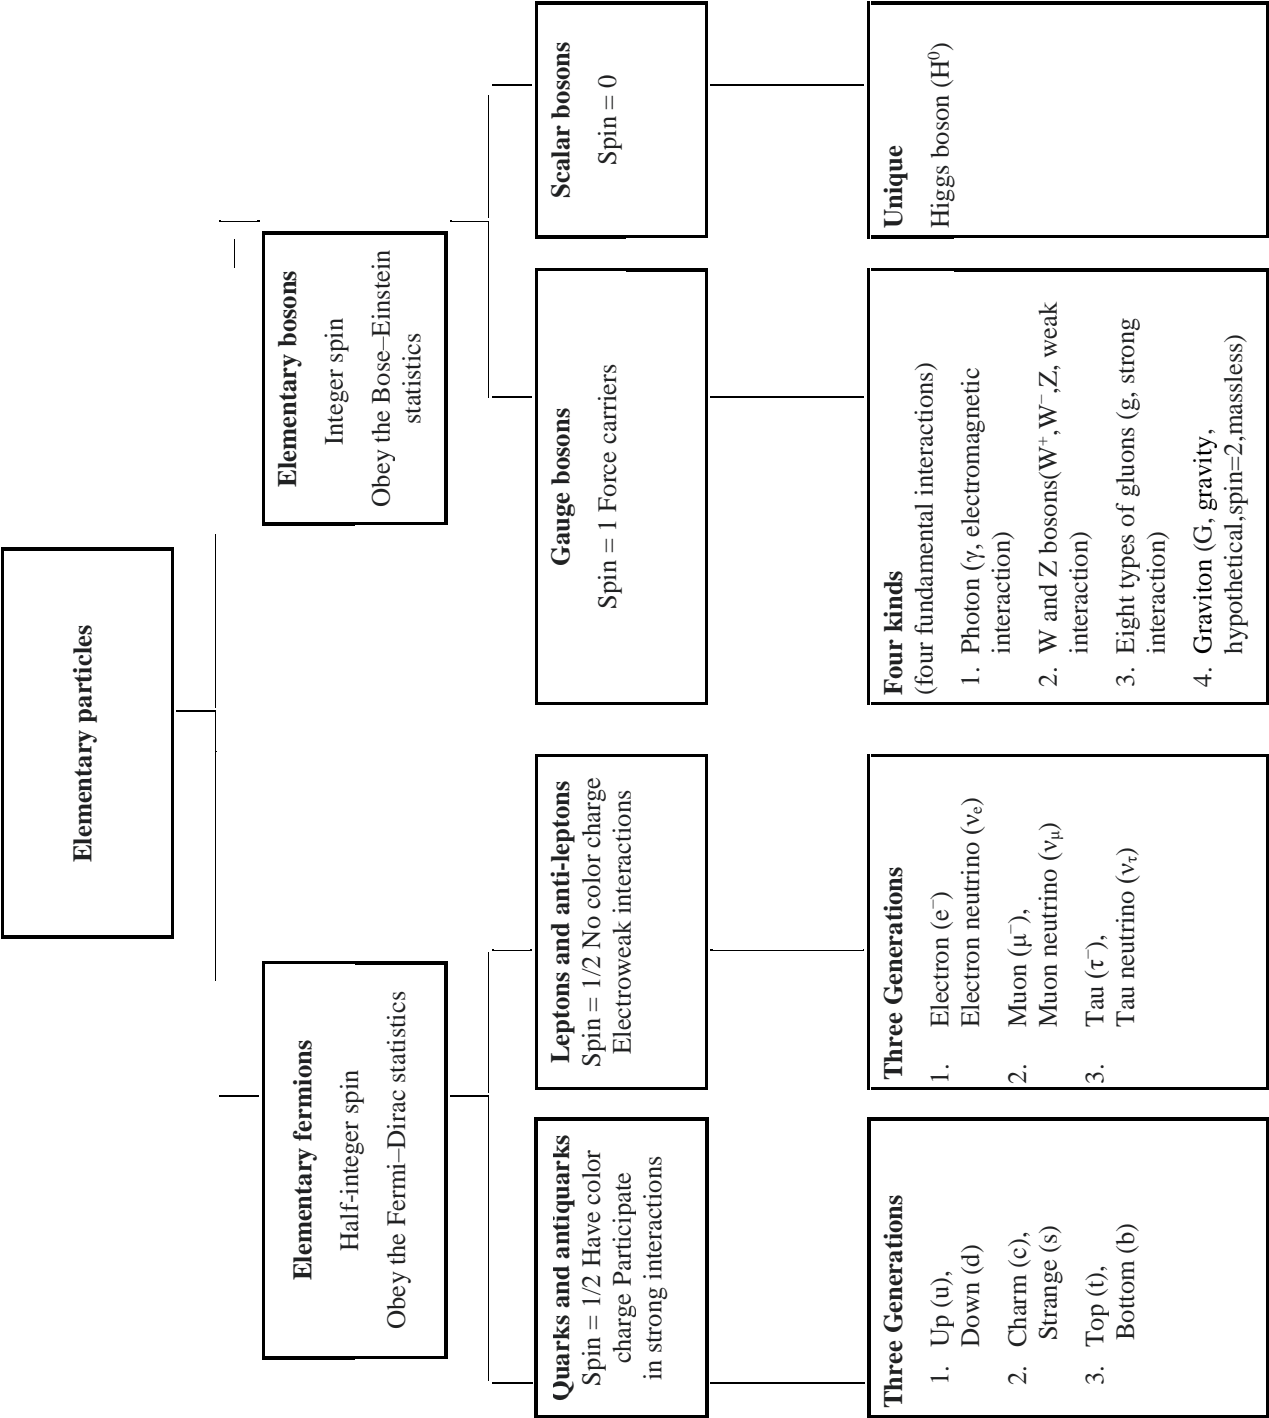 Elementary particles
Elementary fermions
Half-integer spin
Obey the Fermi–Dirac statistics
Elementary bosons
Integer spin
Obey the Bose–Einstein
statistics
Quarks and antiquarks
Spin = 1/2 Have color
charge Participate
in strong interactions
Leptons and anti-leptons
Spin = 1/2 No color charge
Electroweak interactions
Gauge bosons
Spin = 1 Force carriers
Scalar bosons
Spin = 0
Three Generations
1. Up (u),
Down (d)
2. Charm (c),
Strange (s)
3. Top (t),
Bottom (b)
Three Generations
1. Electron (e⁻)
Electron neutrino (νₑ)
2. Muon (μ⁻),
Muon neutrino (ν_μ)
3. Tau (τ⁻),
Tau neutrino (ν_τ)
Four kinds
(four fundamental interactions)
1. Photon (γ, electromagnetic
interaction)
2. W and Z bosons(W⁺,W⁻,Z, weak
interaction)
3. Eight types of gluons (g, strong
interaction)
4. Graviton (G, gravity,
hypothetical,spin=2,massless)
Unique
Higgs boson (H⁰)